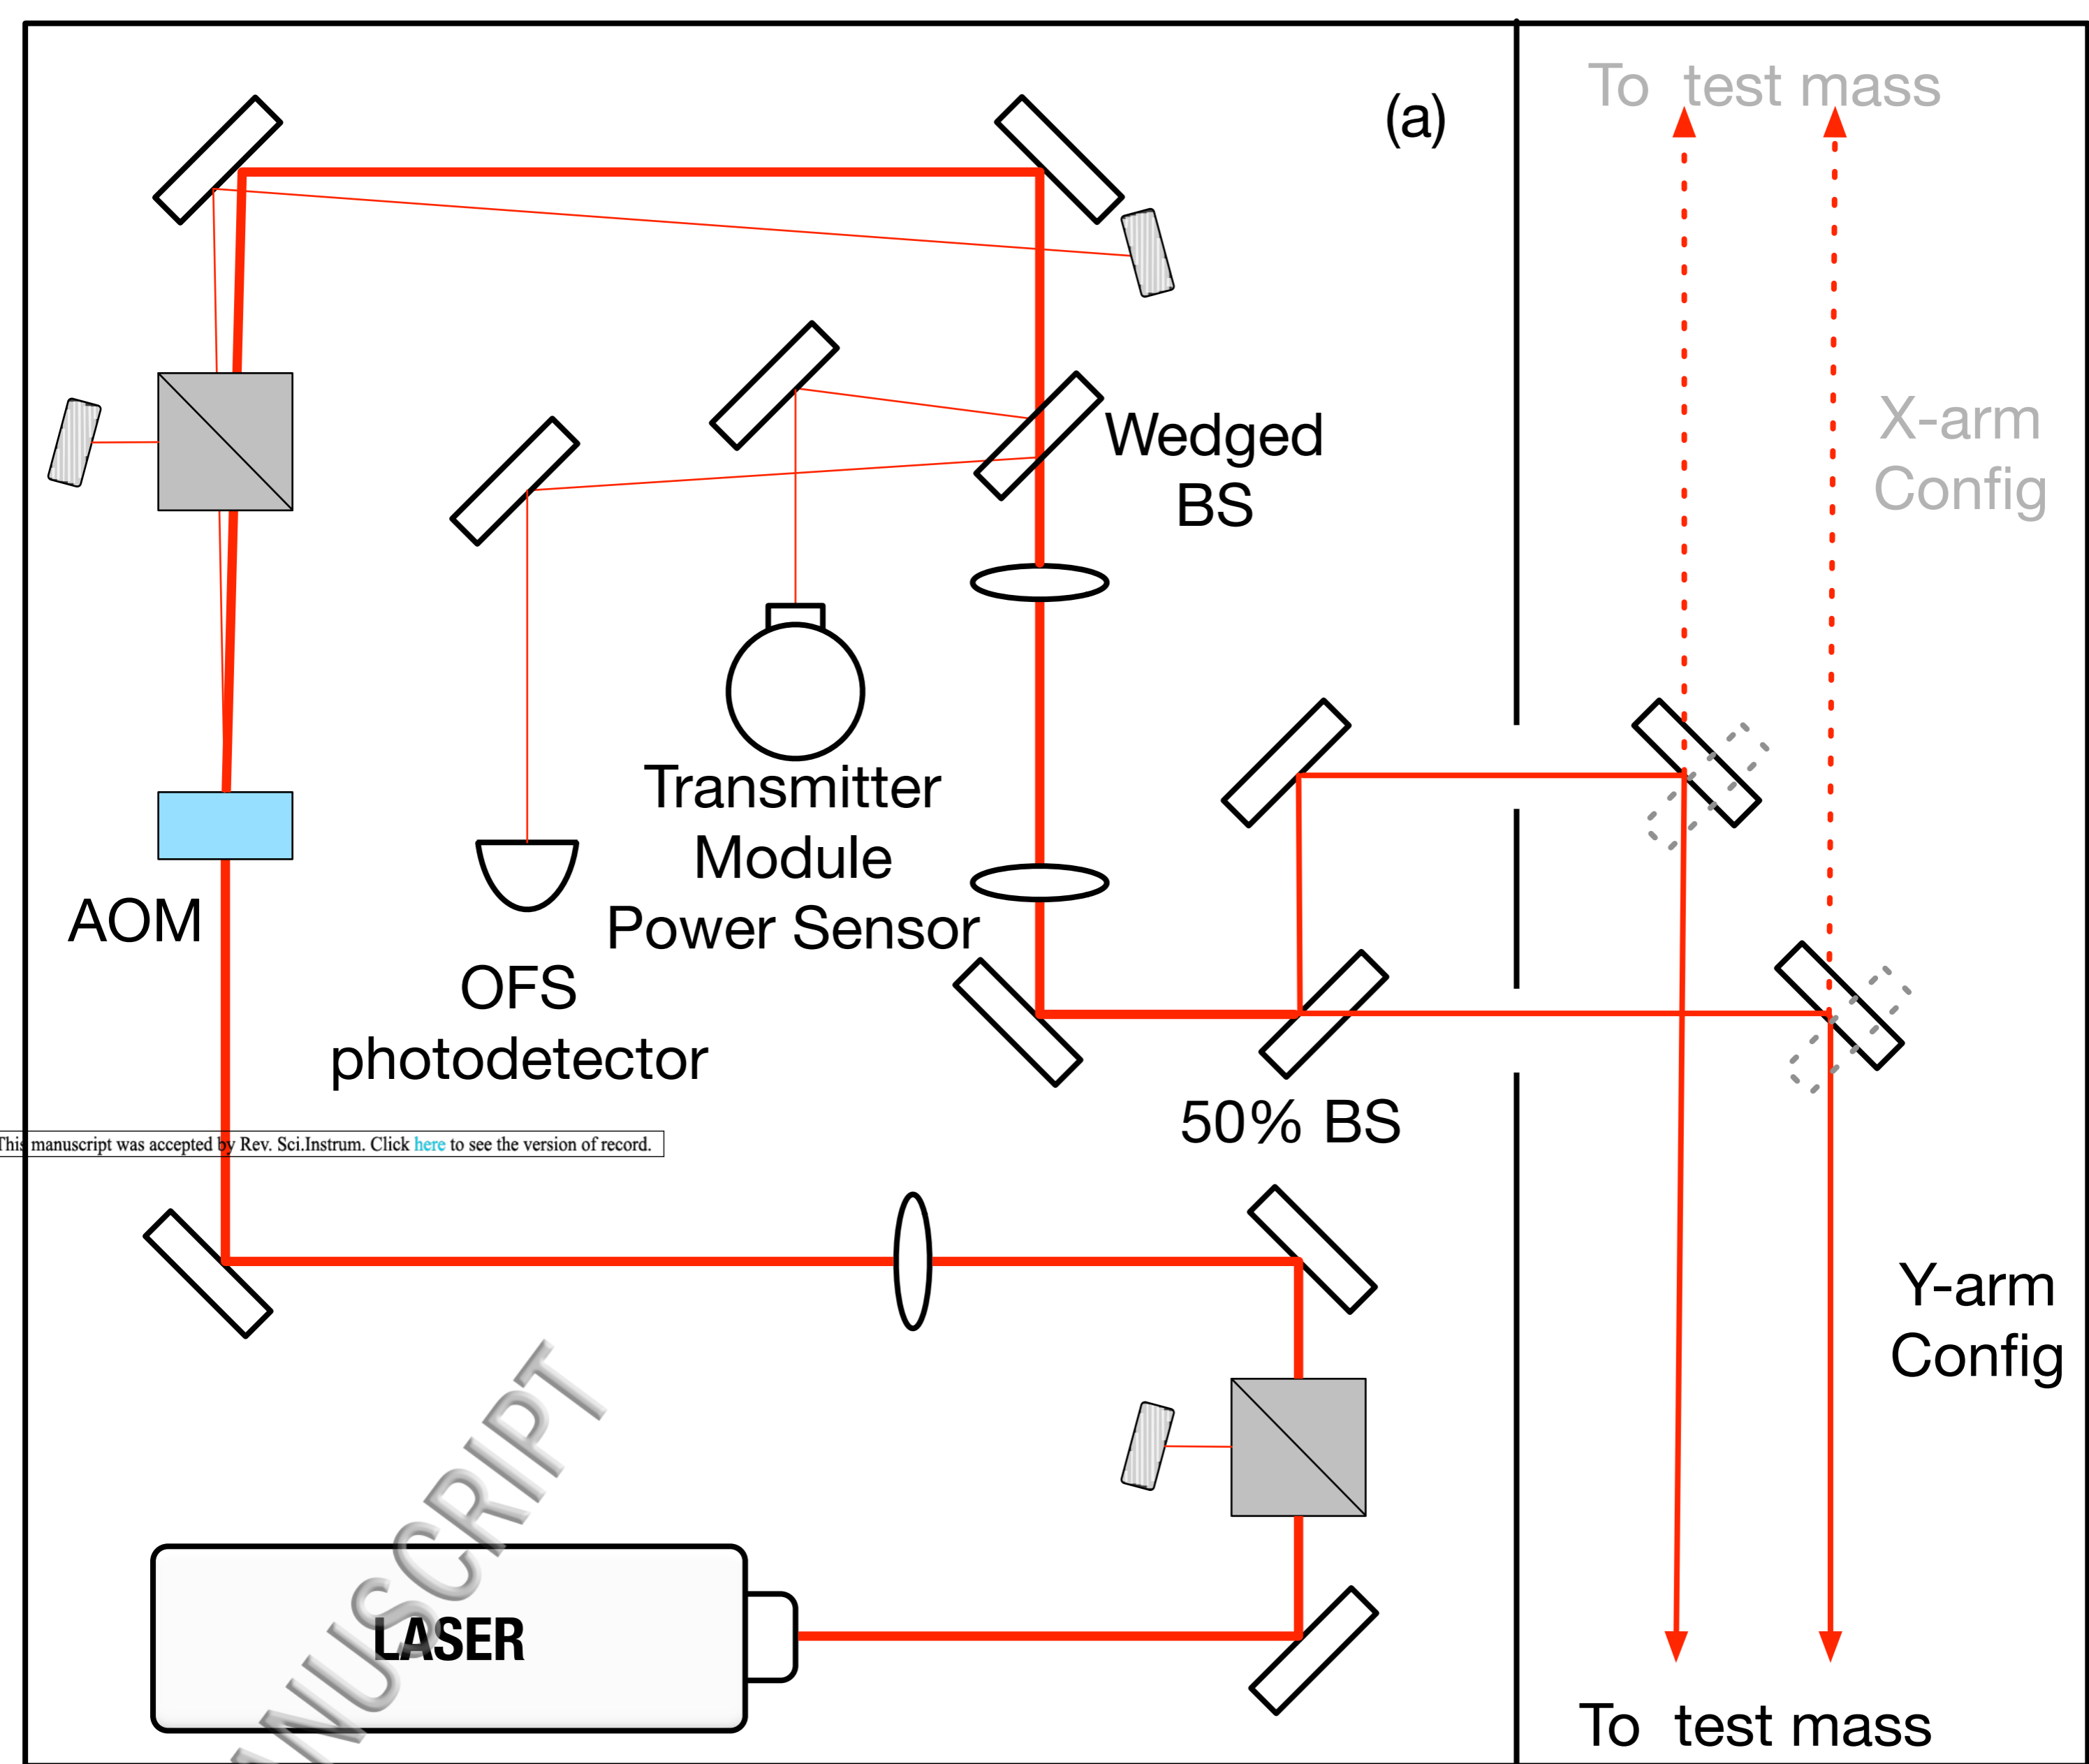 To test mass
(a)
X-arm
Config
Wedged
BS
Transmitter
Module
Power Sensor
AOM
OFS
photodetector
50% BS
This manuscript was accepted by Rev. Sci.Instrum. Click here to see the version of record.
Y-arm
Config
LASER
To test mass